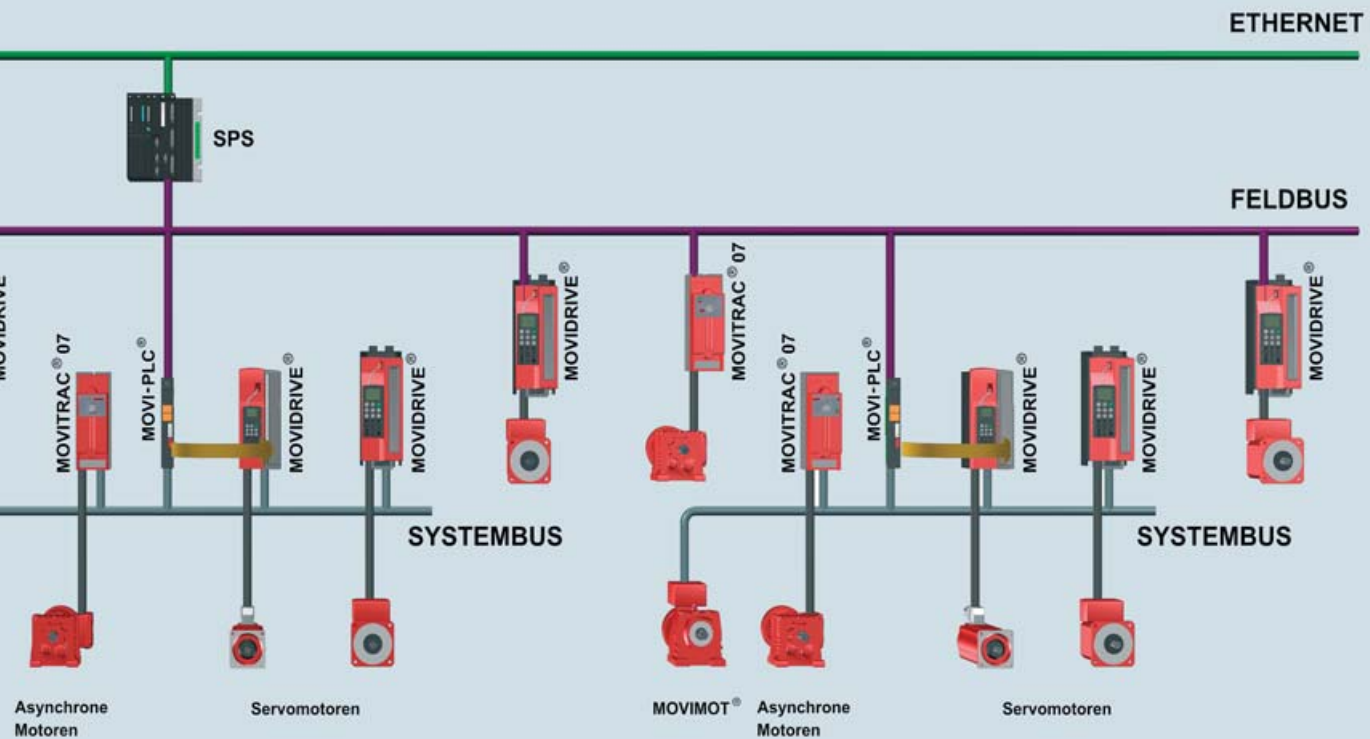 ETHERNET
SPS
FELDBUS
MOVIDRIVE
MOVITRAC® 07
MOVI-PLC®
MOVIDRIVE®
MOVIDRIVE®
MOVIDRIVE®
MOVITRAC® 07
MOVITRAC® 07
MOVI-PLC®
MOVIDRIVE®
MOVIDRIVE®
MOVIDRIVE®
SYSTEMBUS
SYSTEMBUS
Asynchrone
Motoren
Servomotoren
MOVIMOT®
Asynchrone
Motoren
Servomotoren